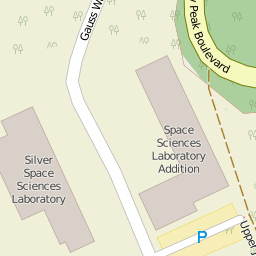 Gauss W
Peak Boulevard
Space
Sciences
Laboratory
Addition
Silver
Space
Sciences
Laboratory
P
Upper